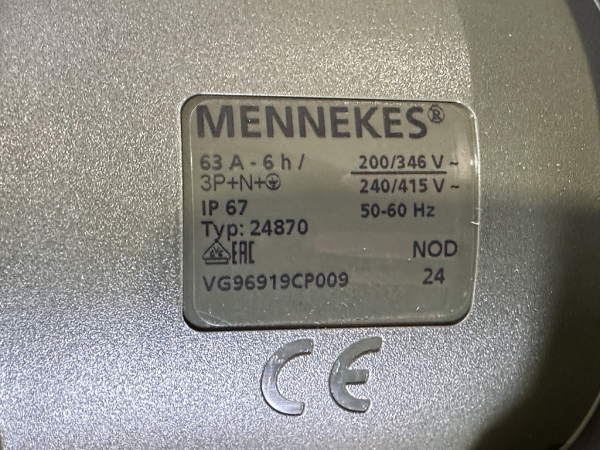 MENNEKES®
63 A - 6 h / 200/346 V ~
3P+N+⏚ 240/415 V ~
IP 67 50-60 Hz
Typ: 24870
EAC NOD
VG96919CP009 24
CE